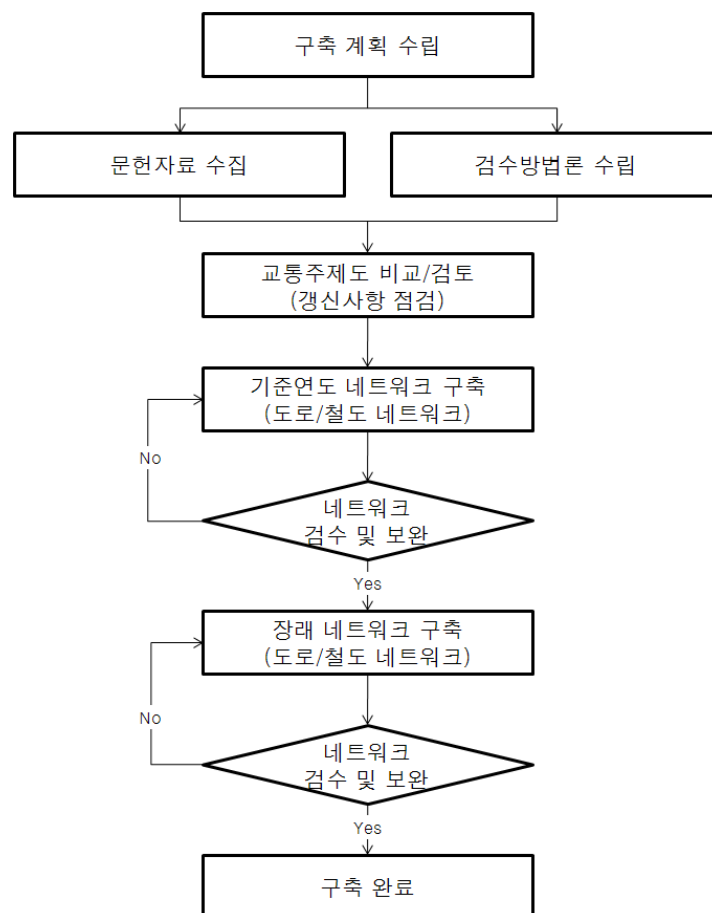 구축 계획 수립
문헌자료 수집
검수방법론 수립
교통주제도 비교/검토
(갱신사항 점검)
기준연도 네트워크 구축
(도로/철도 네트워크)
No
네트워크
검수 및 보완
Yes
장래 네트워크 구축
(도로/철도 네트워크)
No
네트워크
검수 및 보완
Yes
구축 완료